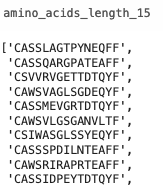 amino_acids_length_15
['CASSLAGTPYNEQFF',
'CASSQARGPATEAFF',
'CSVVRVGETTDTQYF',
'CAWSVAGLSGDEQYF',
'CASSMEVGRTDTQYF',
'CAWSVLGSGANVLTF',
'CSIWASGLSSYEQYF',
'CASSSPDILNTEAFF',
'CAWSRIRAPRTEAFF',
'CASSIDPEYTDTQYF',